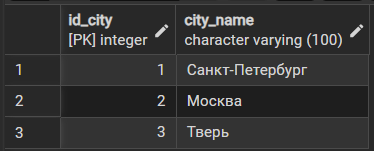 id_city city_name
[PK] integer character varying (100)
1 1 Санкт-Петербург
2 2 Москва
3 3 Тверь